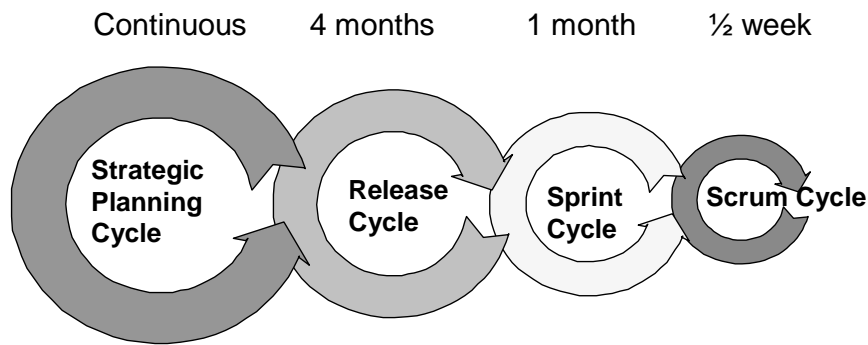 Continuous 4 months 1 month ½ week
Strategic
Planning
Cycle
Release
Cycle
Sprint
Cycle
Scrum Cycle